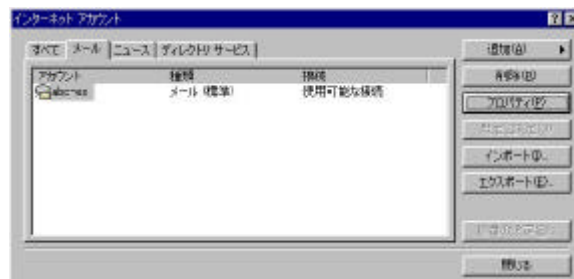 インターネット アカウント
すべて メール ニュース ディレクトリ サービス
アカウント 種類 接続
abc-es メール (標準) 使用可能な接続
追加(A)
削除(R)
プロパティ(P)
インポート(I)...
エクスポート(E)...
閉じる